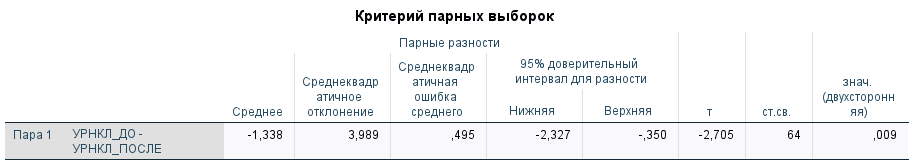 Критерий парных выборок
Парные разности
95% доверительный
интервал для разности
Среднее
Среднеквадр
атичное
отклонение
Среднеквадр
атичная
ошибка
среднего
Нижняя
Верхняя
т
ст.св.
знач.
(двухсторонн
яя)
Пара 1
УРНКЛ_ДО -
УРНКЛ_ПОСЛЕ
-1,338
3,989
,495
-2,327
-,350
-2,705
64
,009